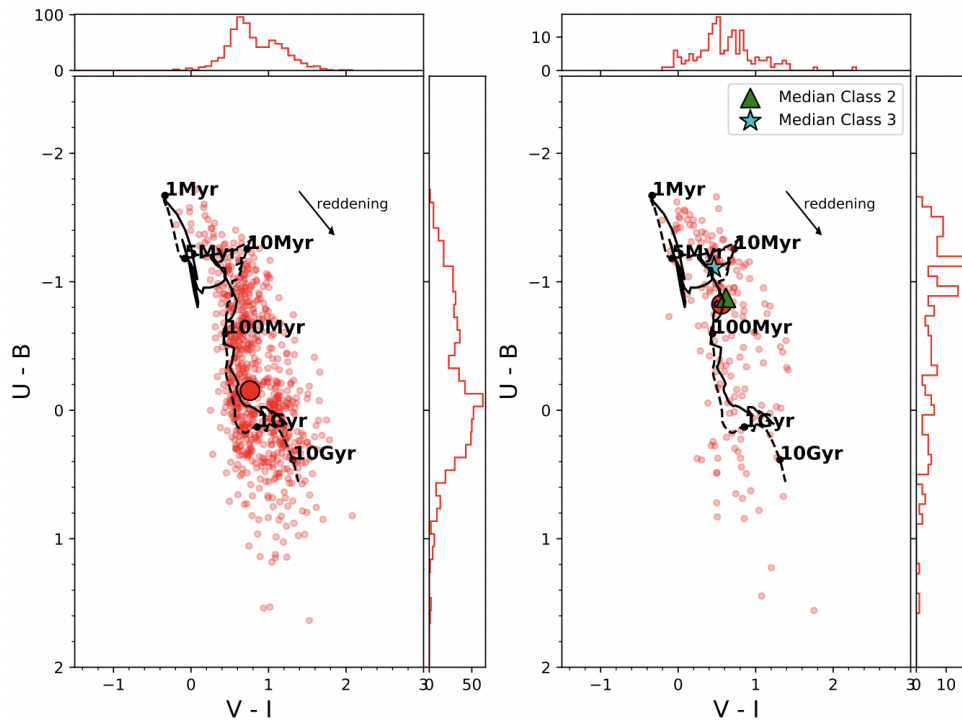 100
0
10
0
Median Class 2
Median Class 3
−2
−1
0
1
2
1Myr
5Myr
10Myr
100Myr
1Gyr
10Gyr
reddening
−2
−1
0
1
2
1Myr
5Myr
10Myr
100Myr
1Gyr
10Gyr
reddening
U - B
U - B
−1
0
1
2
3
0
50
−1
0
1
2
3
0
10
V - I
V - I